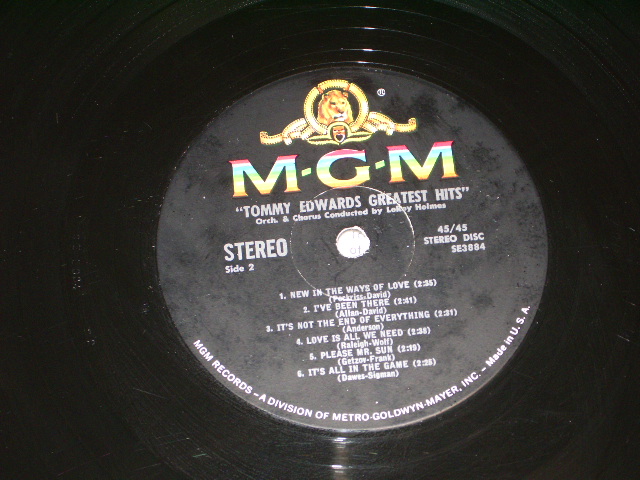 ®
M-G-M
"TOMMY EDWARDS GREATEST HITS"
Orch. & Chorus Conducted by LeRoy Holmes
STEREO
Side 2
45/45
STEREO DISC
SE3884
1. NEW IN THE WAYS OF LOVE (2:35)
(Pockriss-David)
2. I'VE BEEN THERE (2:41)
(Allan-David)
3. IT'S NOT THE END OF EVERYTHING (2:31)
(Anderson)
4. LOVE IS ALL WE NEED (2:38)
(Raleigh-Wolf)
5. PLEASE MR. SUN (2:19)
(Getzov-Frank)
6. IT'S ALL IN THE GAME (2:25)
(Dawes-Sigman)
MGM RECORDS - A DIVISION OF METRO-GOLDWYN-MAYER, INC. - Made in U.S.A.